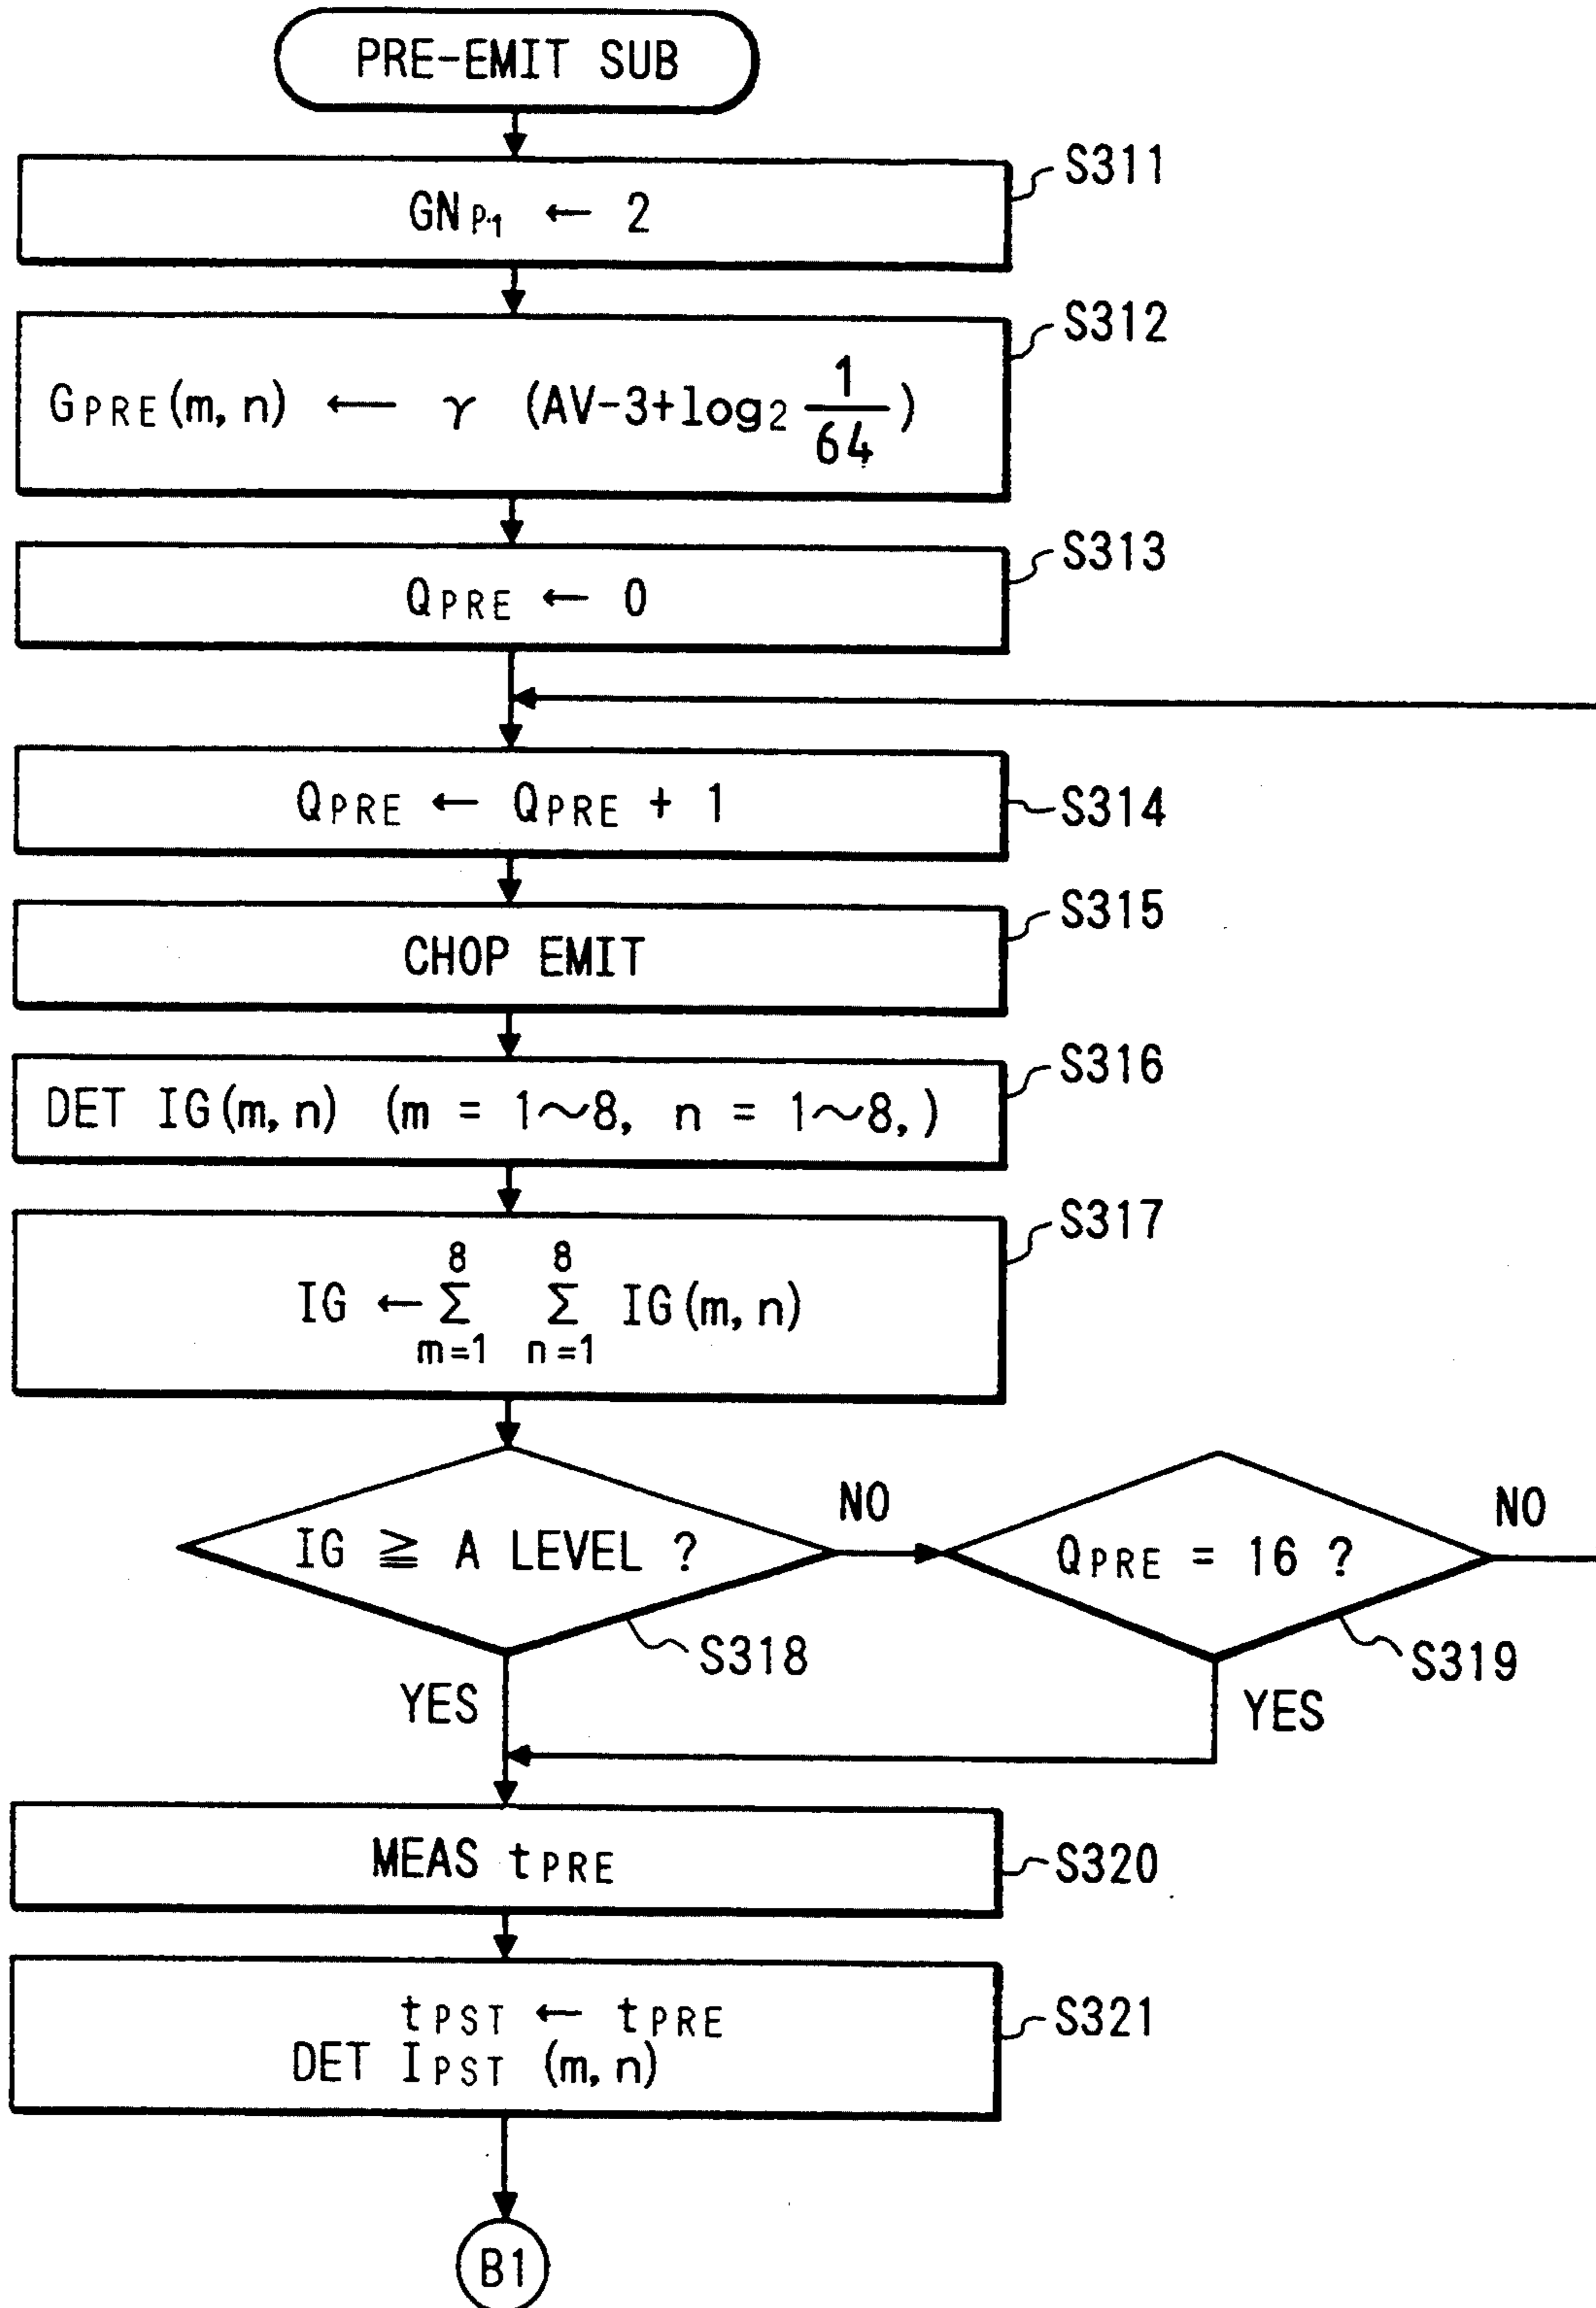 PRE-EMIT SUB
S311
GN P·1 ← 2
S312
GPRE(m, n) ← γ (AV-3+log2 1/64)
S313
QPRE ← 0
QPRE ← QPRE + 1
S314
S315
CHOP EMIT
S316
DET IG(m, n) (m = 1～8, n = 1～8,)
S317
8 8
IG ← Σ Σ IG(m, n)
m=1 n=1
NO
NO
IG ≧ A LEVEL ?
QPRE = 16 ?
S318
S319
YES
YES
MEAS tPRE
S320
tPST ← tPRE
S321
DET IPST (m, n)
B1